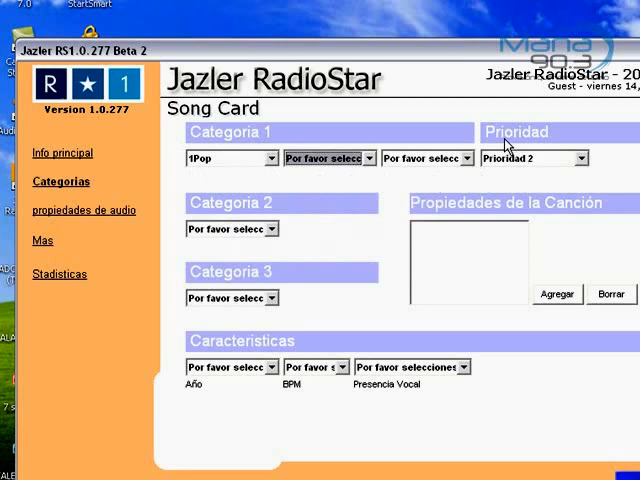 7.0
StartSmart
Jazler RS1.0.277 Beta 2
Mana
90.3
R ★ 1
Version 1.0.277
Jazler RadioStar
Jazler RadioStar - 20
Guest - viernes 14,
Song Card
Info principal
Categorias
propiedades de audio
Mas
Stadisticas
Categoria 1
Prioridad
1Pop
Por favor selecc
Por favor selecc
Prioridad 2
Categoria 2
Propiedades de la Canción
Por favor selecc
Categoria 3
Por favor selecc
Agregar
Borrar
Caracteristicas
Por favor selecc
Por favor s
Por favor selecciones
Año
BPM
Presencia Vocal